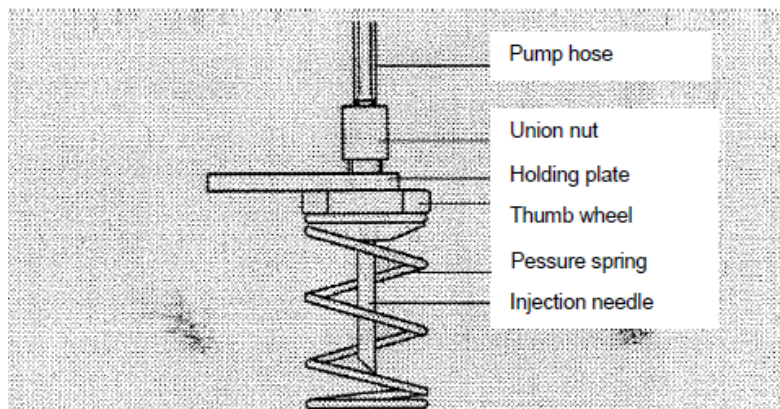 Pump hose
Union nut
Holding plate
Thumb wheel
Pessure spring
Injection needle